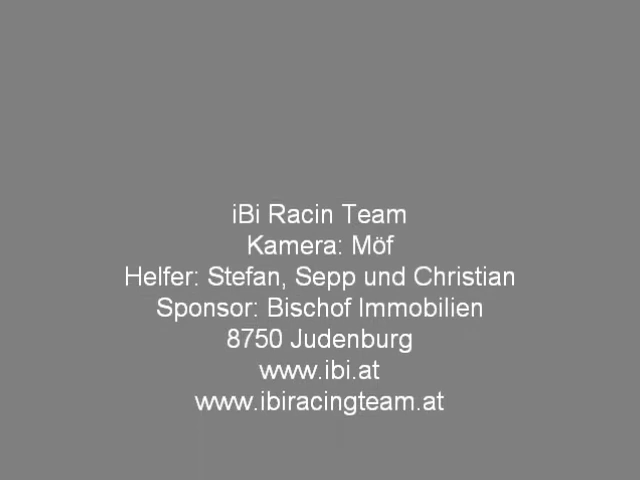 iBi Racin Team
Kamera: Möf
Helfer: Stefan, Sepp und Christian
Sponsor: Bischof Immobilien
8750 Judenburg
www.ibi.at
www.ibiracingteam.at